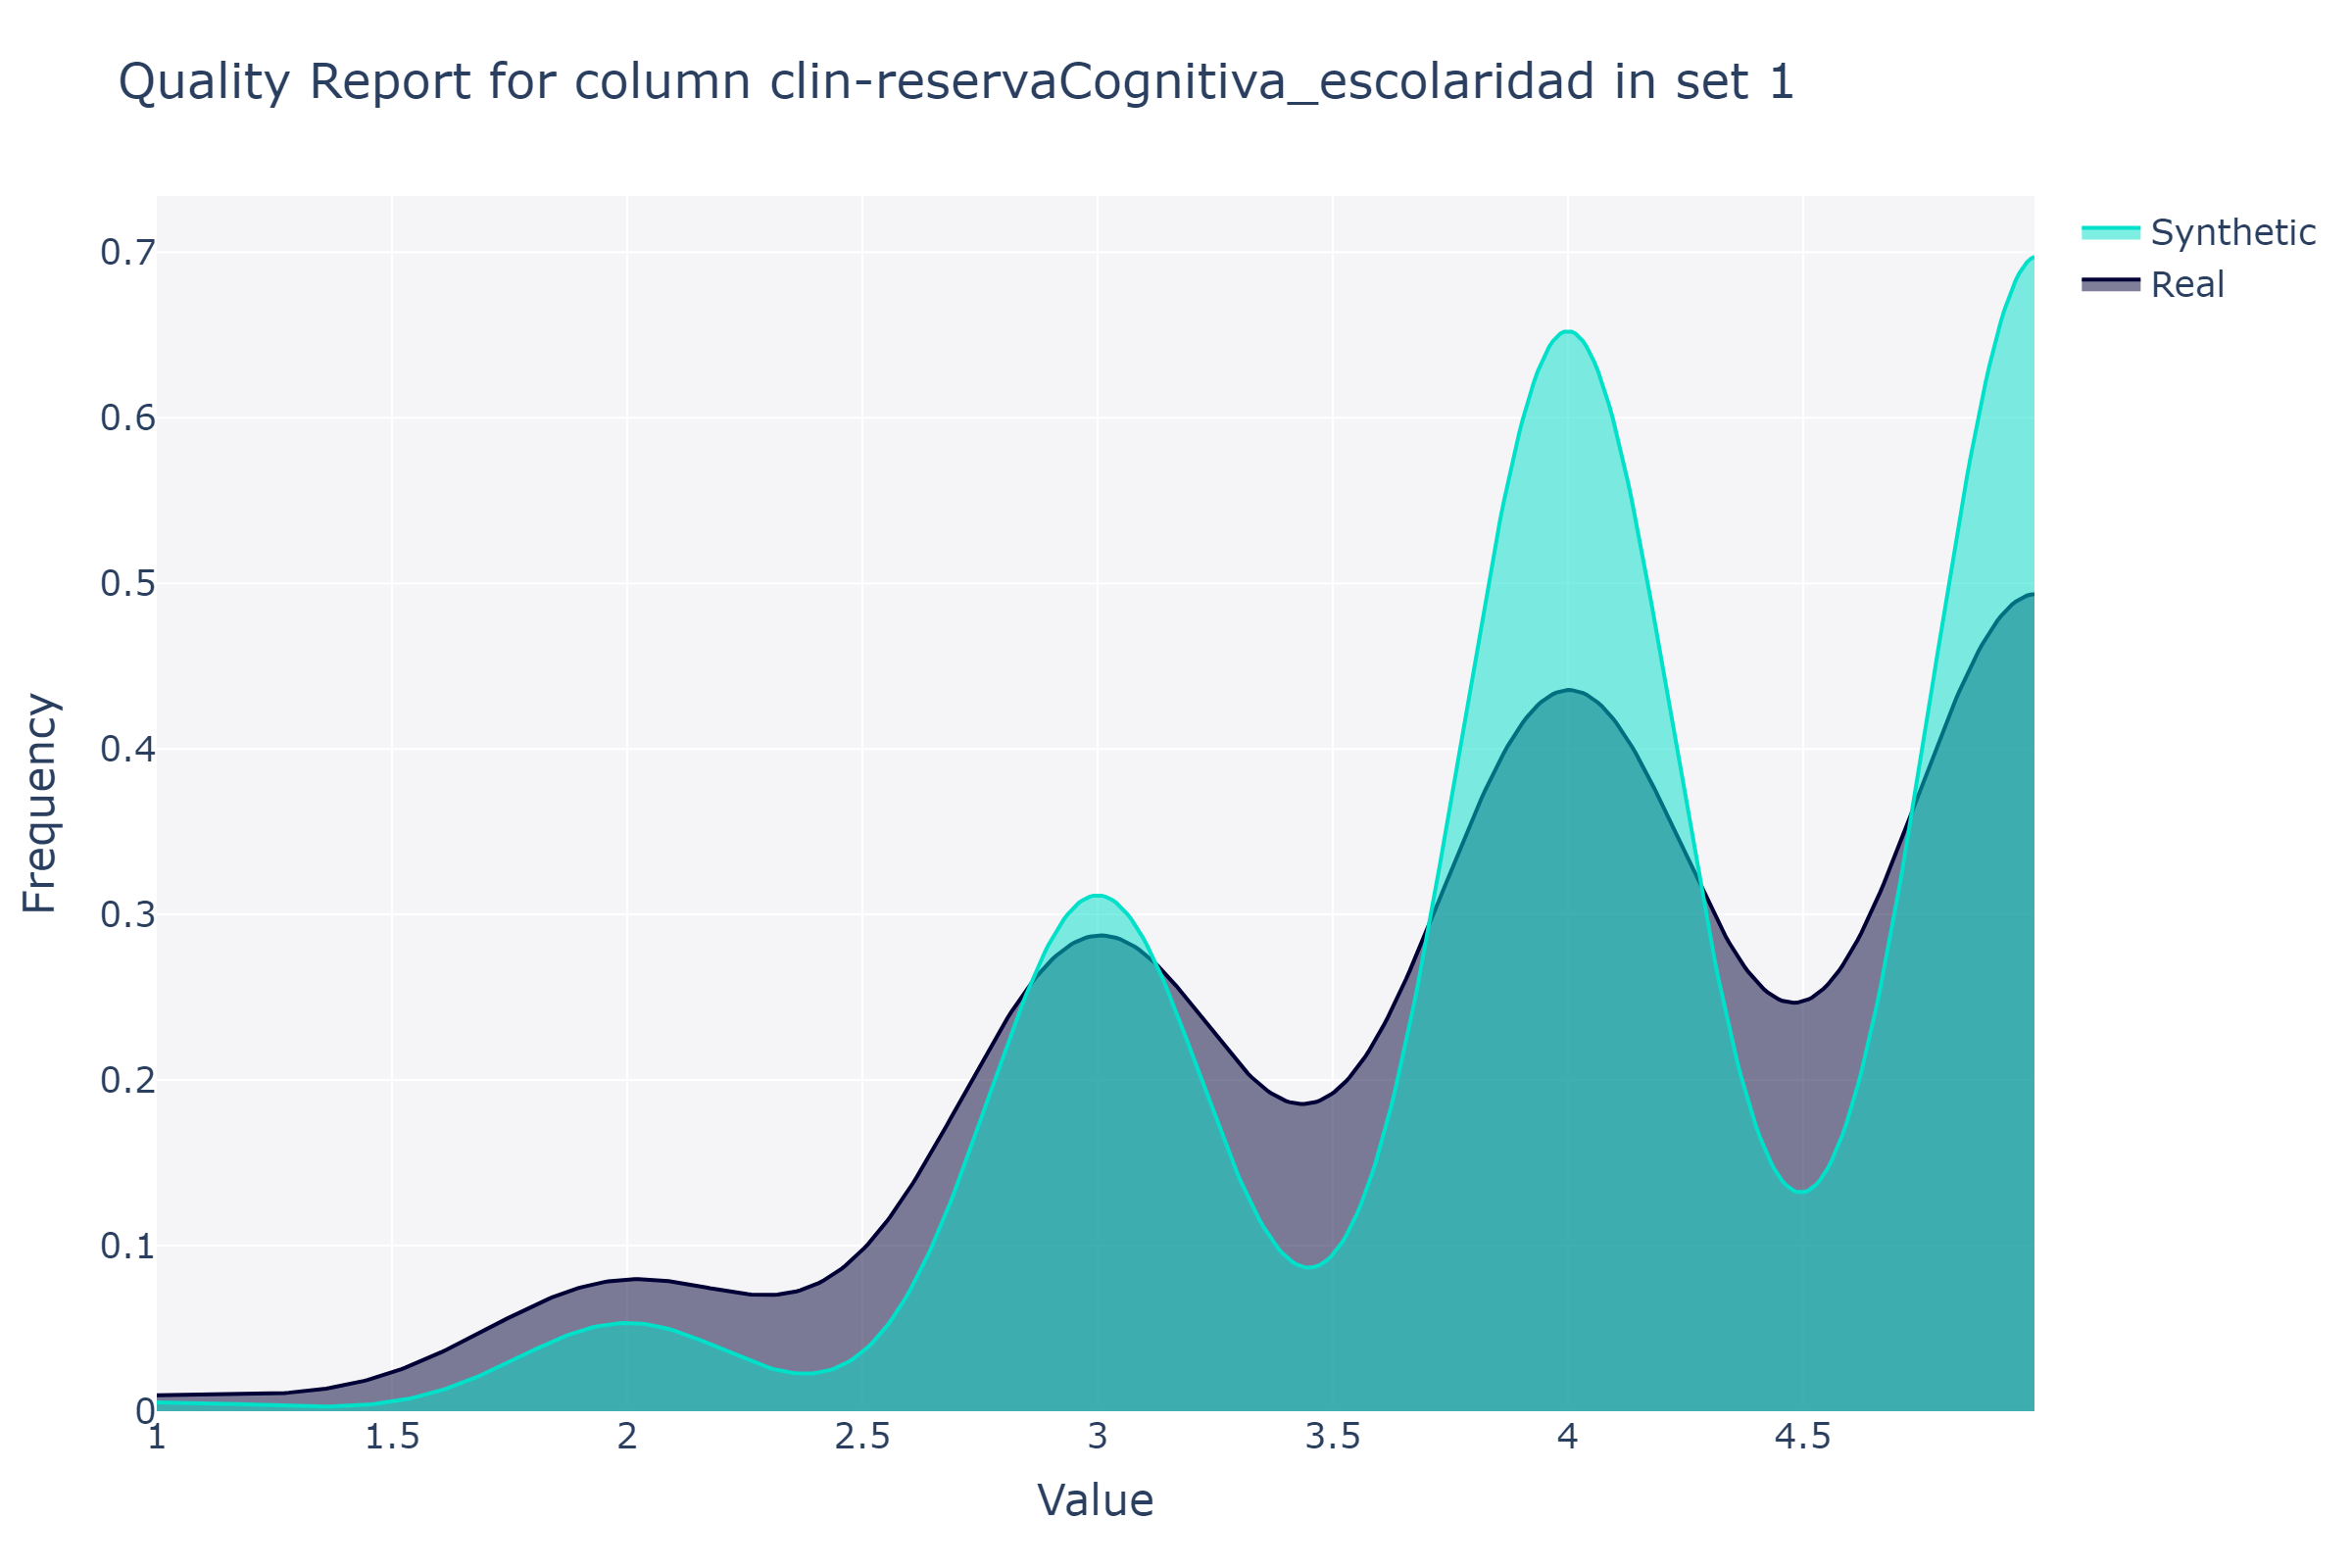 Quality Report for column clin-reservaCognitiva_escolaridad in set 1
Synthetic
Real
Frequency
0.7
0.6
0.5
0.4
0.3
0.2
0.1
0
1 1.5 2 2.5 3 3.5 4 4.5
Value